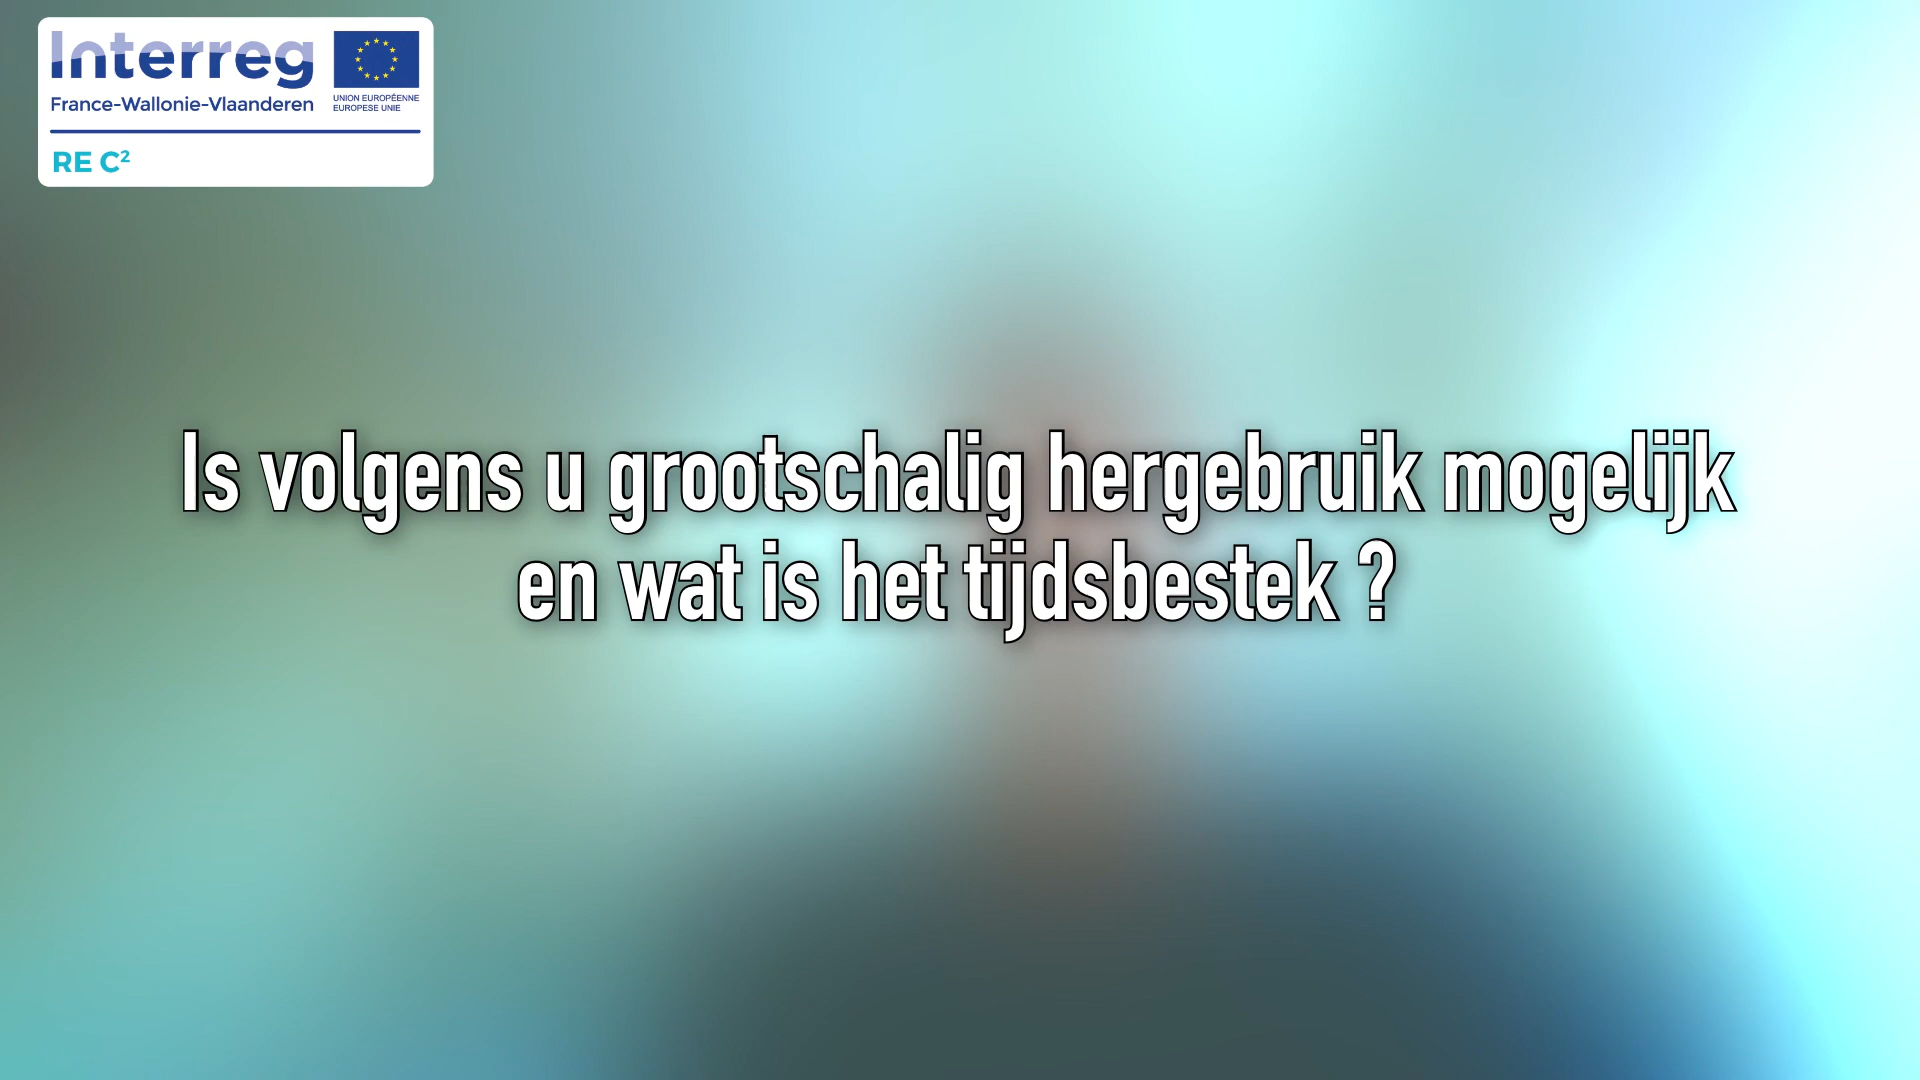 Interreg
France-Wallonie-Vlaanderen
UNION EUROPÉENNE
EUROPESE UNIE
RE C²
Is volgens u grootschalig hergebruik mogelijk
en wat is het tijdsbestek ?